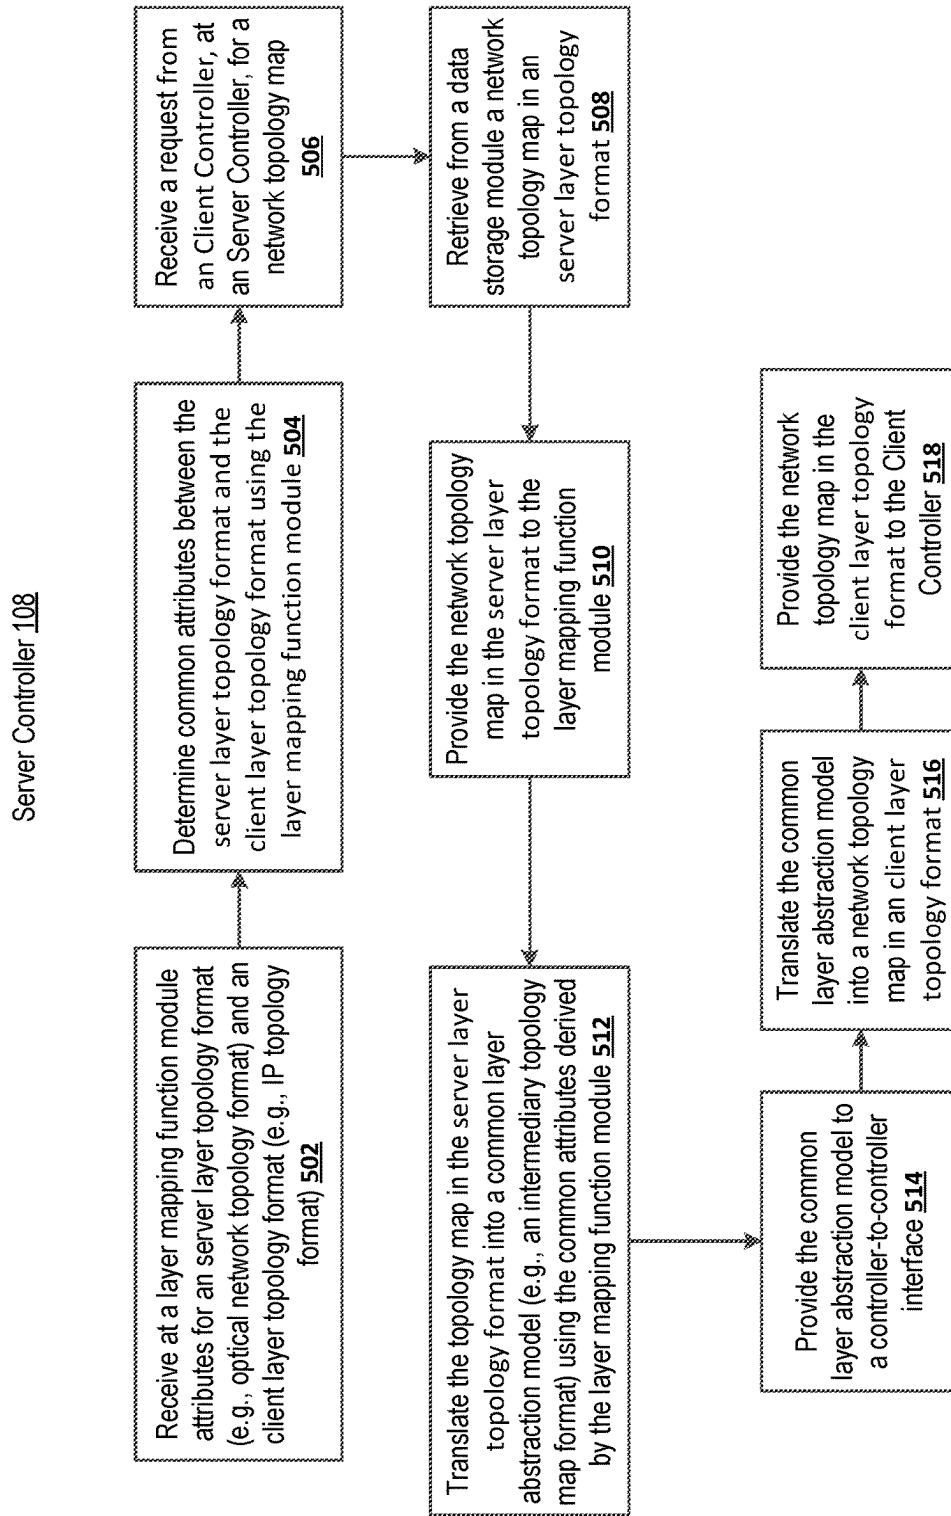 Server Controller 108
Receive at a layer mapping function module
attributes for an server layer topology format
(e.g., optical network topology format) and an
client layer topology format (e.g., IP topology
format) 502
Determine common attributes between the
server layer topology format and the
client layer topology format using the
layer mapping function module 504
Receive a request from
an Client Controller, at
an Server Controller, for a
network topology map
506
Retrieve from a data
storage module a network
topology map in an
server layer topology
format 508
Provide the network topology
map in the server layer
topology format to the
layer mapping function
module 510
Translate the topology map in the server layer
topology format into a common layer
abstraction model (e.g., an intermediary topology
map format) using the common attributes derived
by the layer mapping function module 512
Provide the common
layer abstraction model to
a controller-to-controller
interface 514
Translate the common
layer abstraction model
into a network topology
map in an client layer
topology format 516
Provide the network
topology map in the
client layer topology
format to the Client
Controller 518